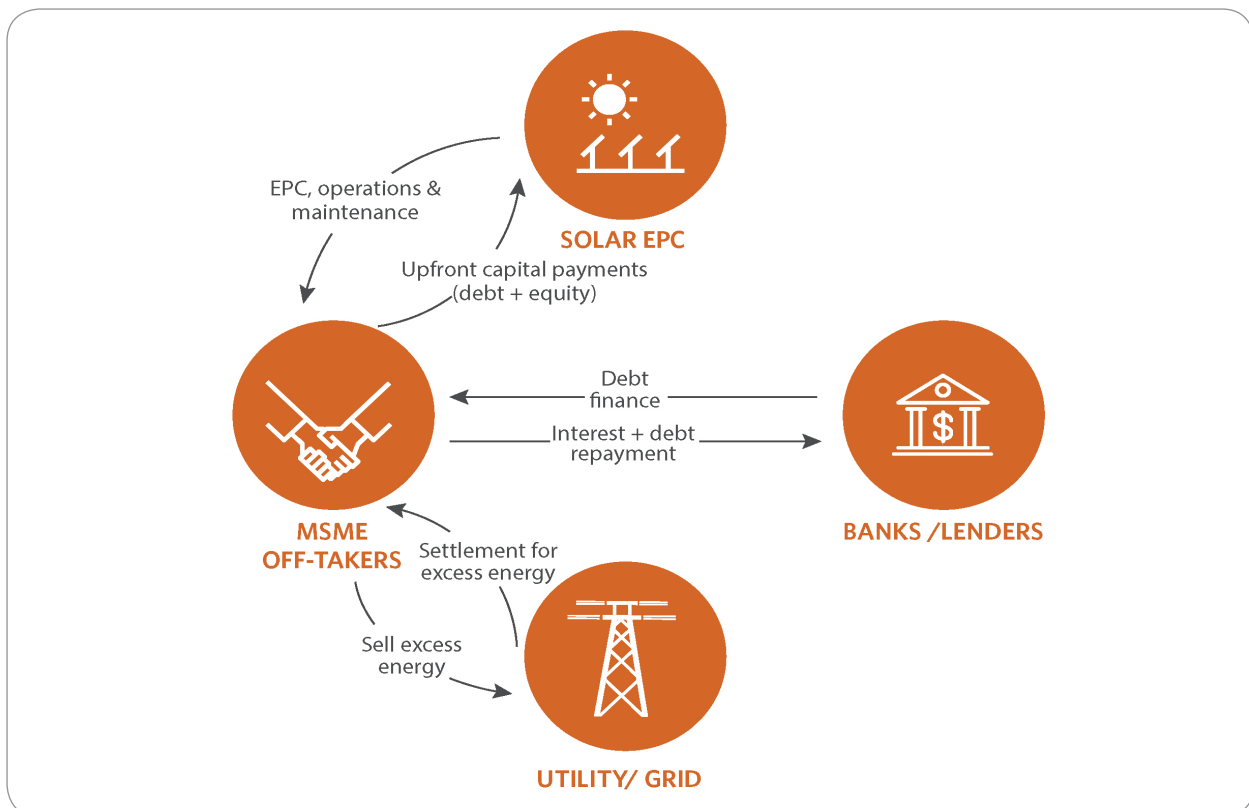 EPC, operations &
maintenance
SOLAR EPC
Upfront capital payments
(debt + equity)
Debt
finance
Interest + debt
repayment
$
MSME
OFF-TAKERS
BANKS /LENDERS
Settlement for
excess energy
Sell excess
energy
UTILITY/ GRID